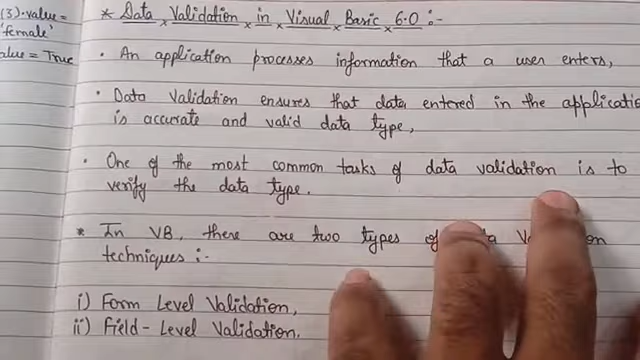 (3).value =
'female'
alue = True
* Data Validation in Visual Basic 6.0 :-
• An application processes information that a user enters,
• Data Validation ensures that data entered in the applicatio
is accurate and valid data type,
• One of the most common tasks of data validation is to
verify the data type.
* In VB, there are two types of
techniques :-
i) Form Level Validation,
ii) Field-Level Validation.